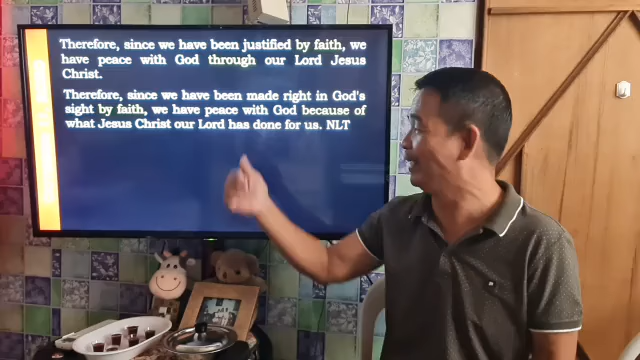 Therefore, since we have been justified by faith, we
have peace with God through our Lord Jesus
Christ.
Therefore, since we have been made right in God's
sight by faith, we have peace with God because of
what Jesus Christ our Lord has done for us. NLT